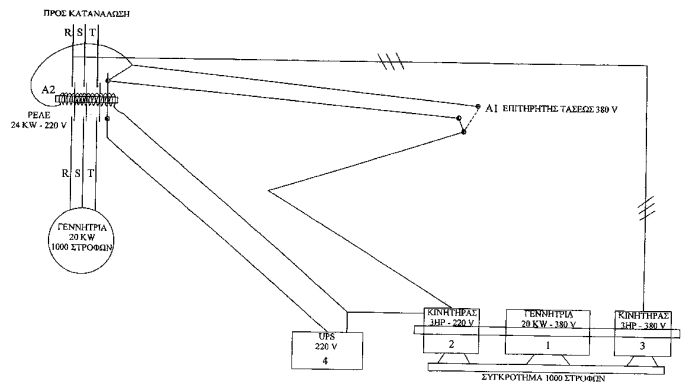 ΠΡΟΣ ΚΑΤΑΝΑΛΩΣΗ
R S T
A2
ΡΕΛΕ
24 KW - 220 V
A1 ΕΠΙΤΗΡΗΤΗΣ ΤΑΣΕΩΣ 380 V
R S T
ΓΕΝΝΗΤΡΙΑ
20 KW
1000 ΣΤΡΟΦΩΝ
UPS
220 V
4
ΚΙΝΗΤΗΡΑΣ
3HP - 220 V
2
ΓΕΝΝΗΤΡΙΑ
20 KW - 380 V
1
ΚΙΝΗΤΗΡΑΣ
3HP - 380 V
3
ΣΥΓΚΡΟΤΗΜΑ 1000 ΣΤΡΟΦΩΝ